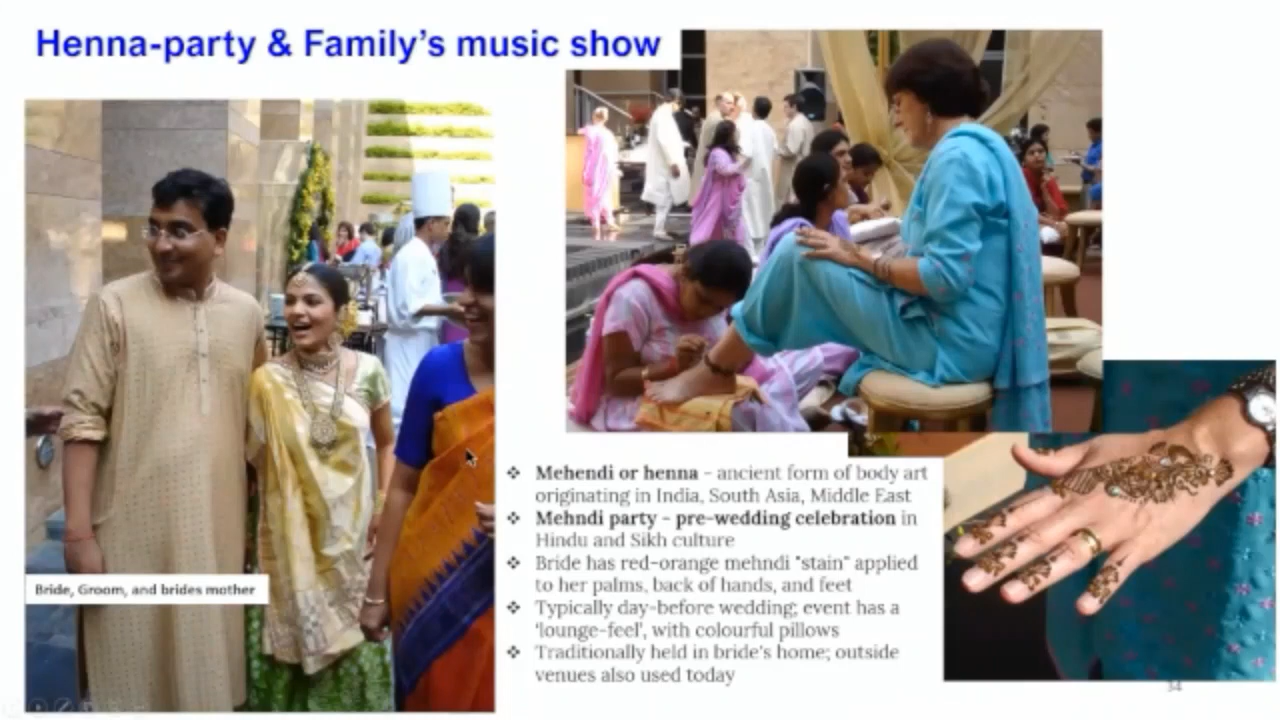 Henna-party & Family's music show
Bride, Groom, and brides mother
❖ Mehendi or henna – ancient form of body art
originating in India, South Asia, Middle East
❖ Mehndi party – pre-wedding celebration in
Hindu and Sikh culture
❖ Bride has red-orange mehndi "stain" applied
to her palms, back of hands, and feet
❖ Typically day-before wedding; event has a
'lounge-feel', with colourful pillows
❖ Traditionally held in bride's home; outside
venues also used today
34